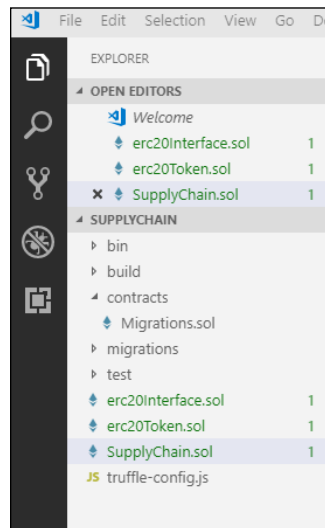 File Edit Selection View Go
EXPLORER
OPEN EDITORS
Welcome
erc20Interface.sol 1
erc20Token.sol 1
SupplyChain.sol 1
SUPPLYCHAIN
bin
build
contracts
Migrations.sol
migrations
test
erc20Interface.sol 1
erc20Token.sol 1
SupplyChain.sol 1
JS truffle-config.js